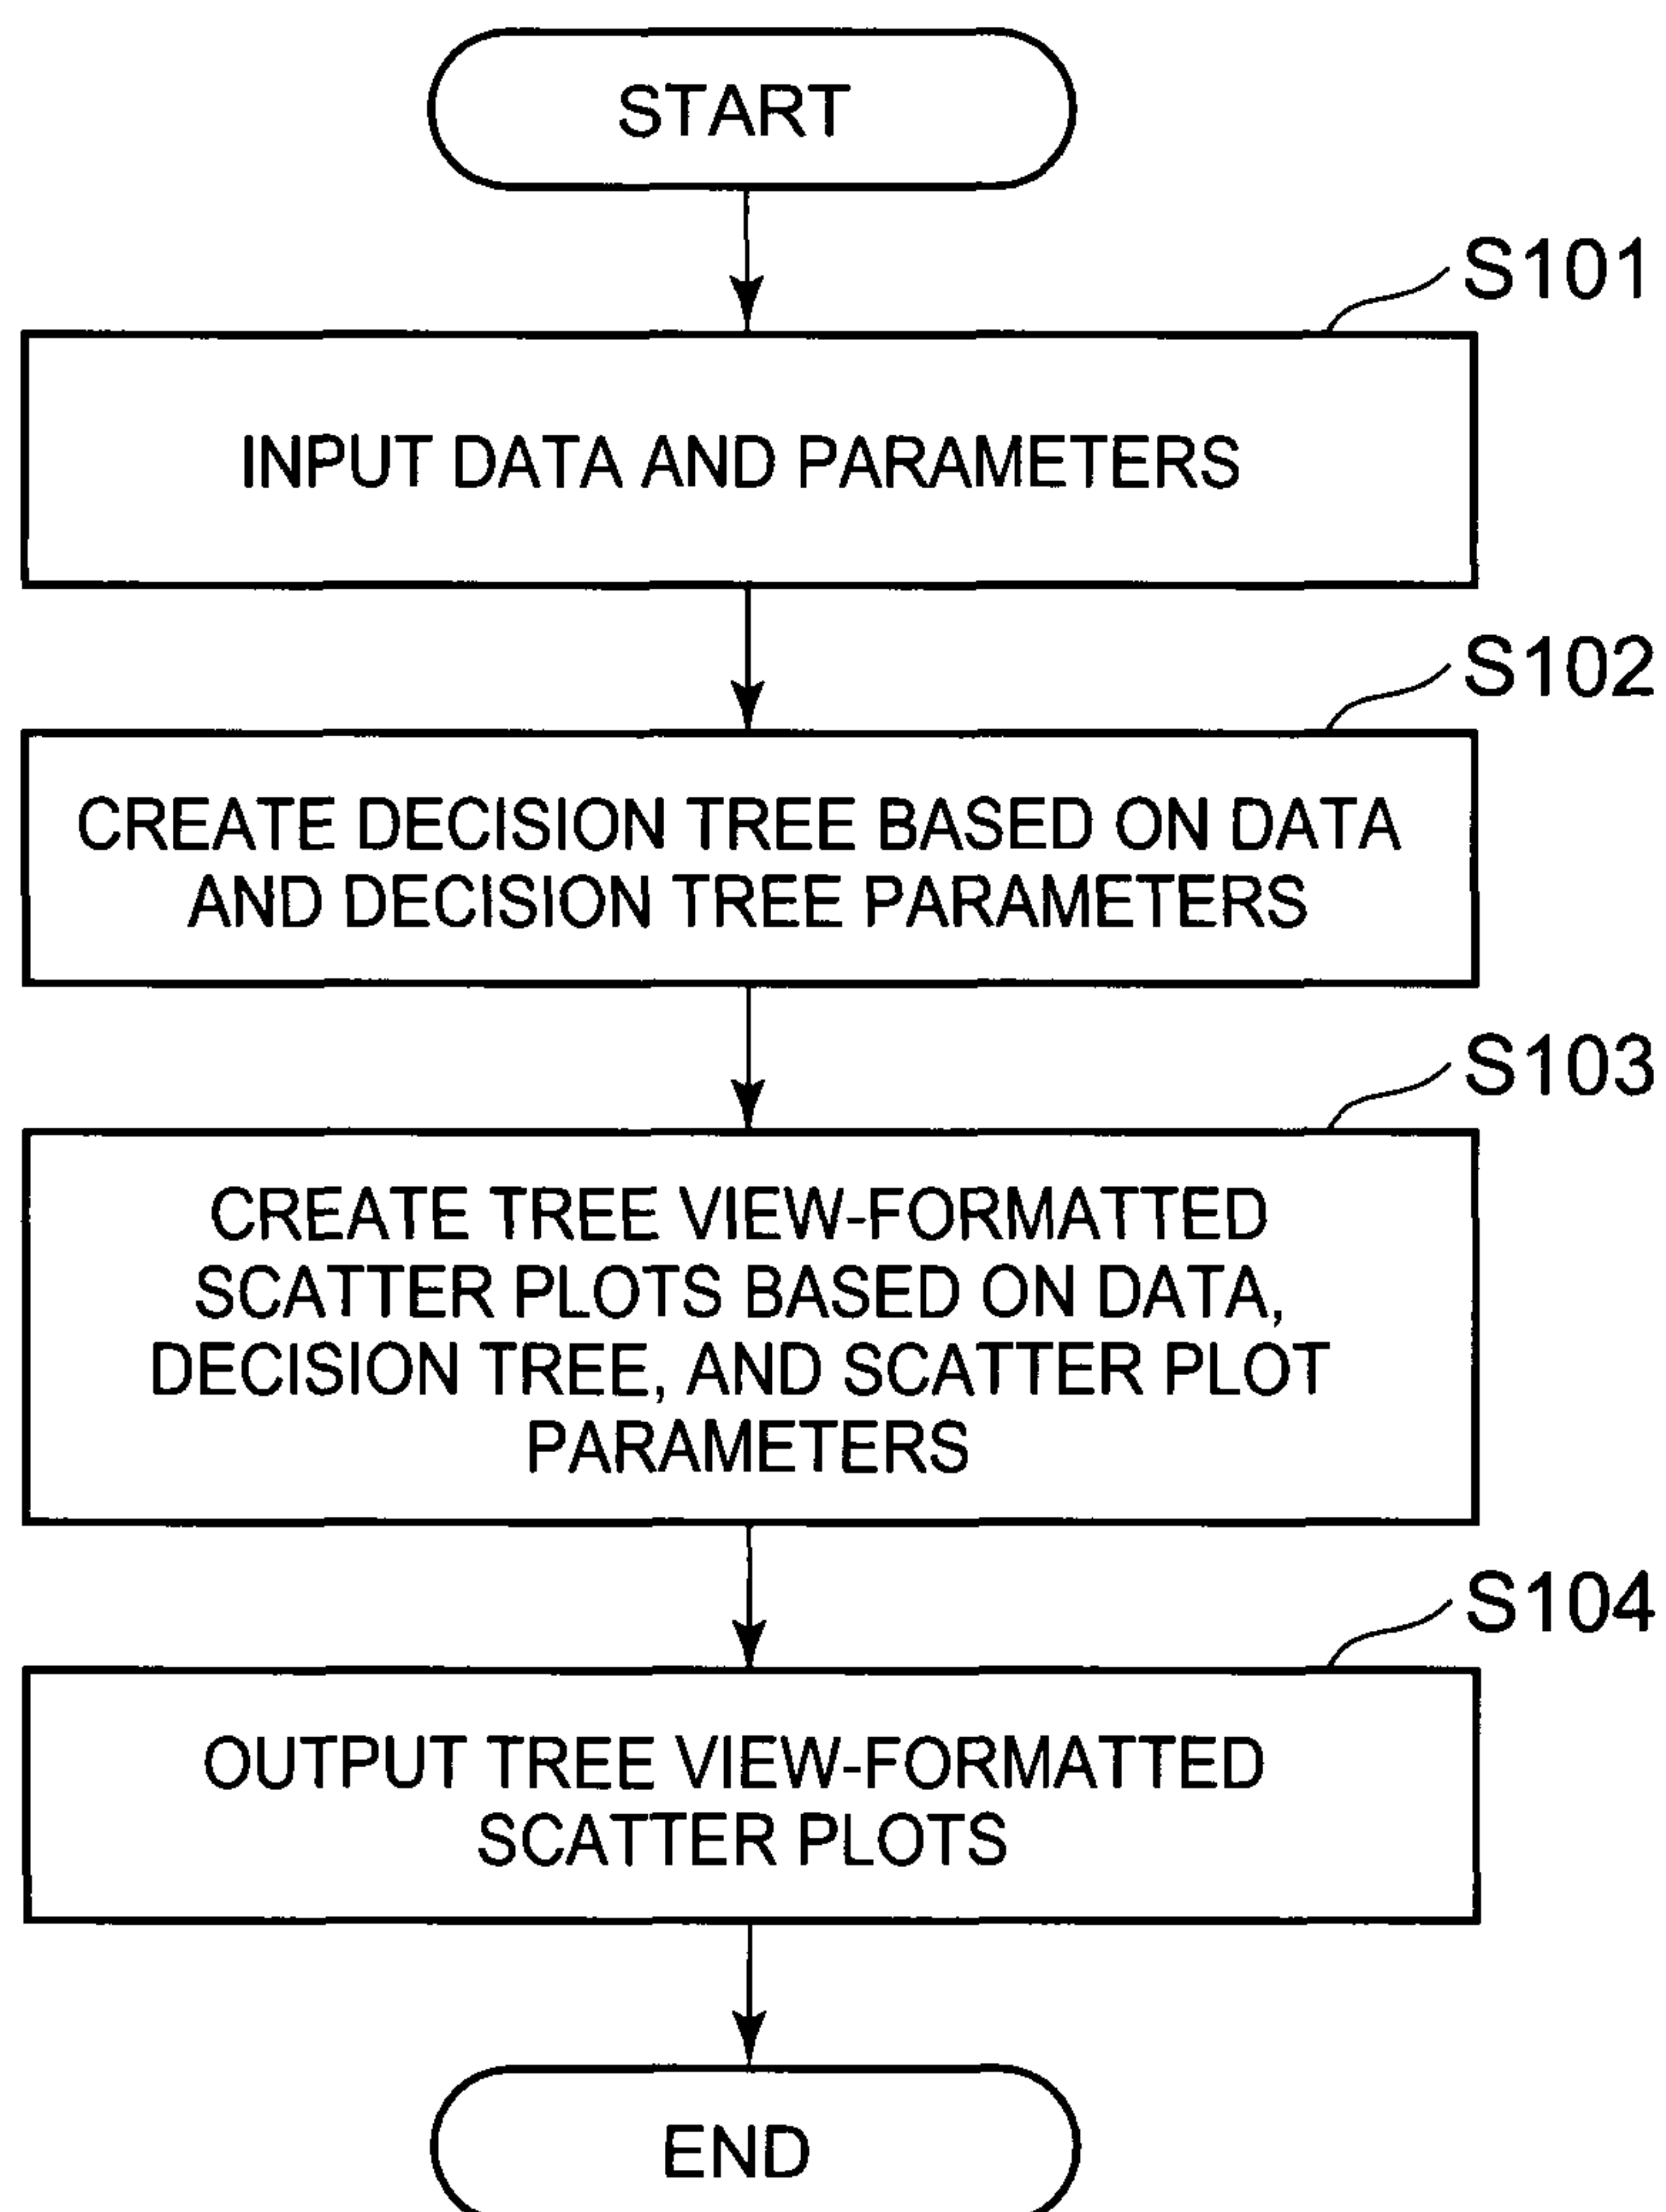 START
S101
INPUT DATA AND PARAMETERS
S102
CREATE DECISION TREE BASED ON DATA
AND DECISION TREE PARAMETERS
S103
CREATE TREE VIEW-FORMATTED
SCATTER PLOTS BASED ON DATA,
DECISION TREE, AND SCATTER PLOT
PARAMETERS
S104
OUTPUT TREE VIEW-FORMATTED
SCATTER PLOTS
END